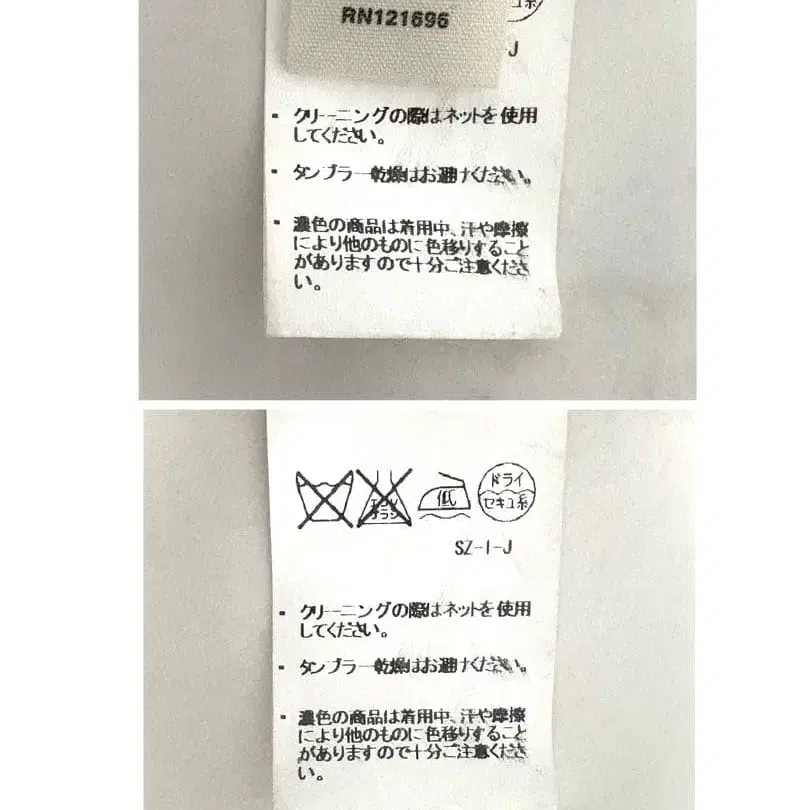 RN121696
ユ系
J
・クリーニングの際はネットを使用
してください。
・タンブラー乾燥はお避けください。
・濃色の商品は着用中、汗や摩擦
により他のものに色移りすること
がありますので十分ご注意くださ
い。
低
ドライ
セキユ系
SZ-1-J
・クリーニングの際はネットを使用
してください。
・タンブラー乾燥はお避けください。
・濃色の商品は着用中、汗や摩擦
により他のものに色移りすること
がありますので十分ご注意くださ
い。